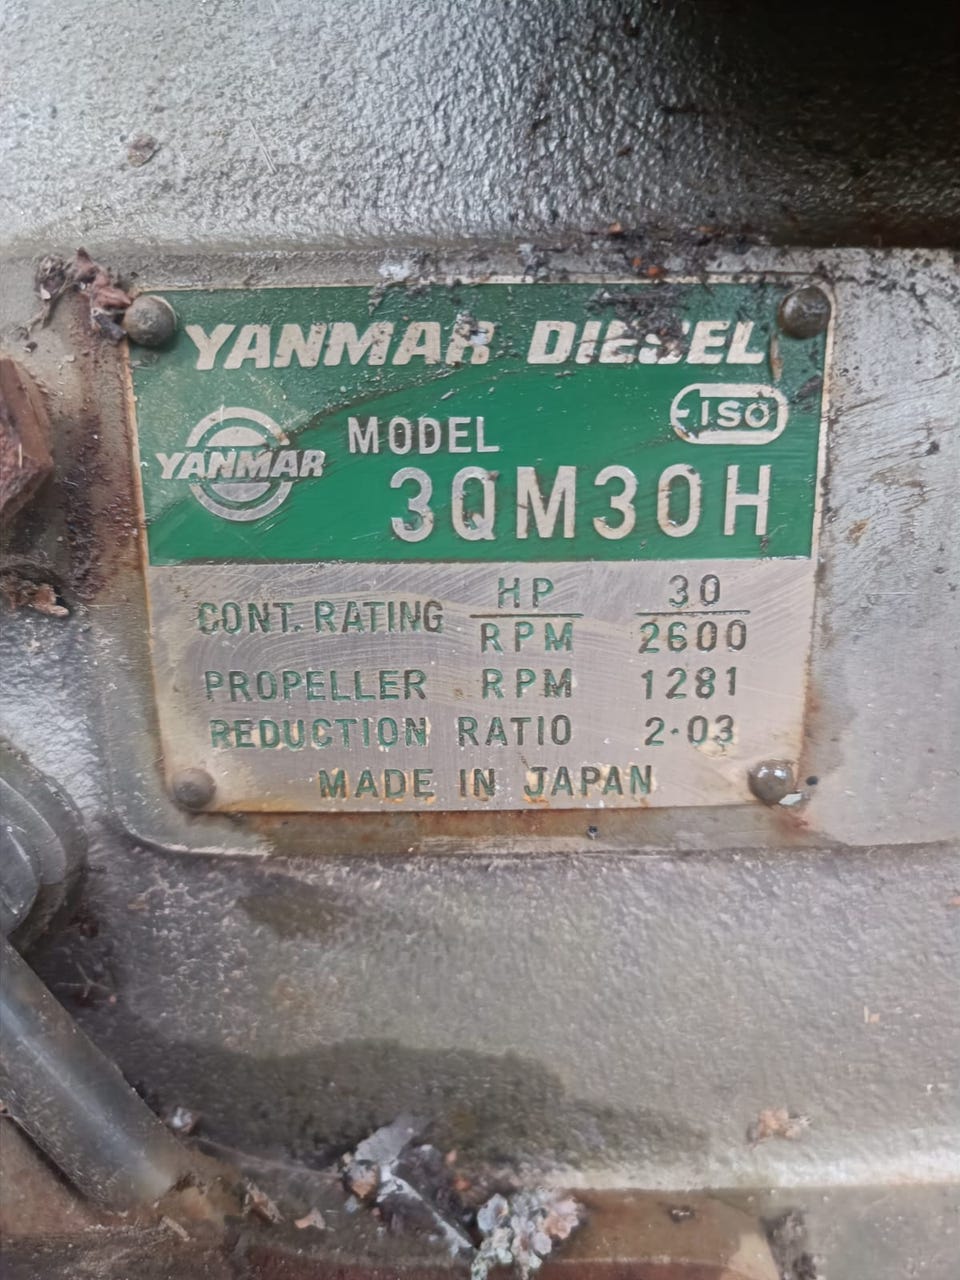 YANMAR DIESEL
ISO
YANMAR
MODEL
3QM30H
CONT. RATING HP 30
RPM 2600
PROPELLER RPM 1281
REDUCTION RATIO 2·03
MADE IN JAPAN